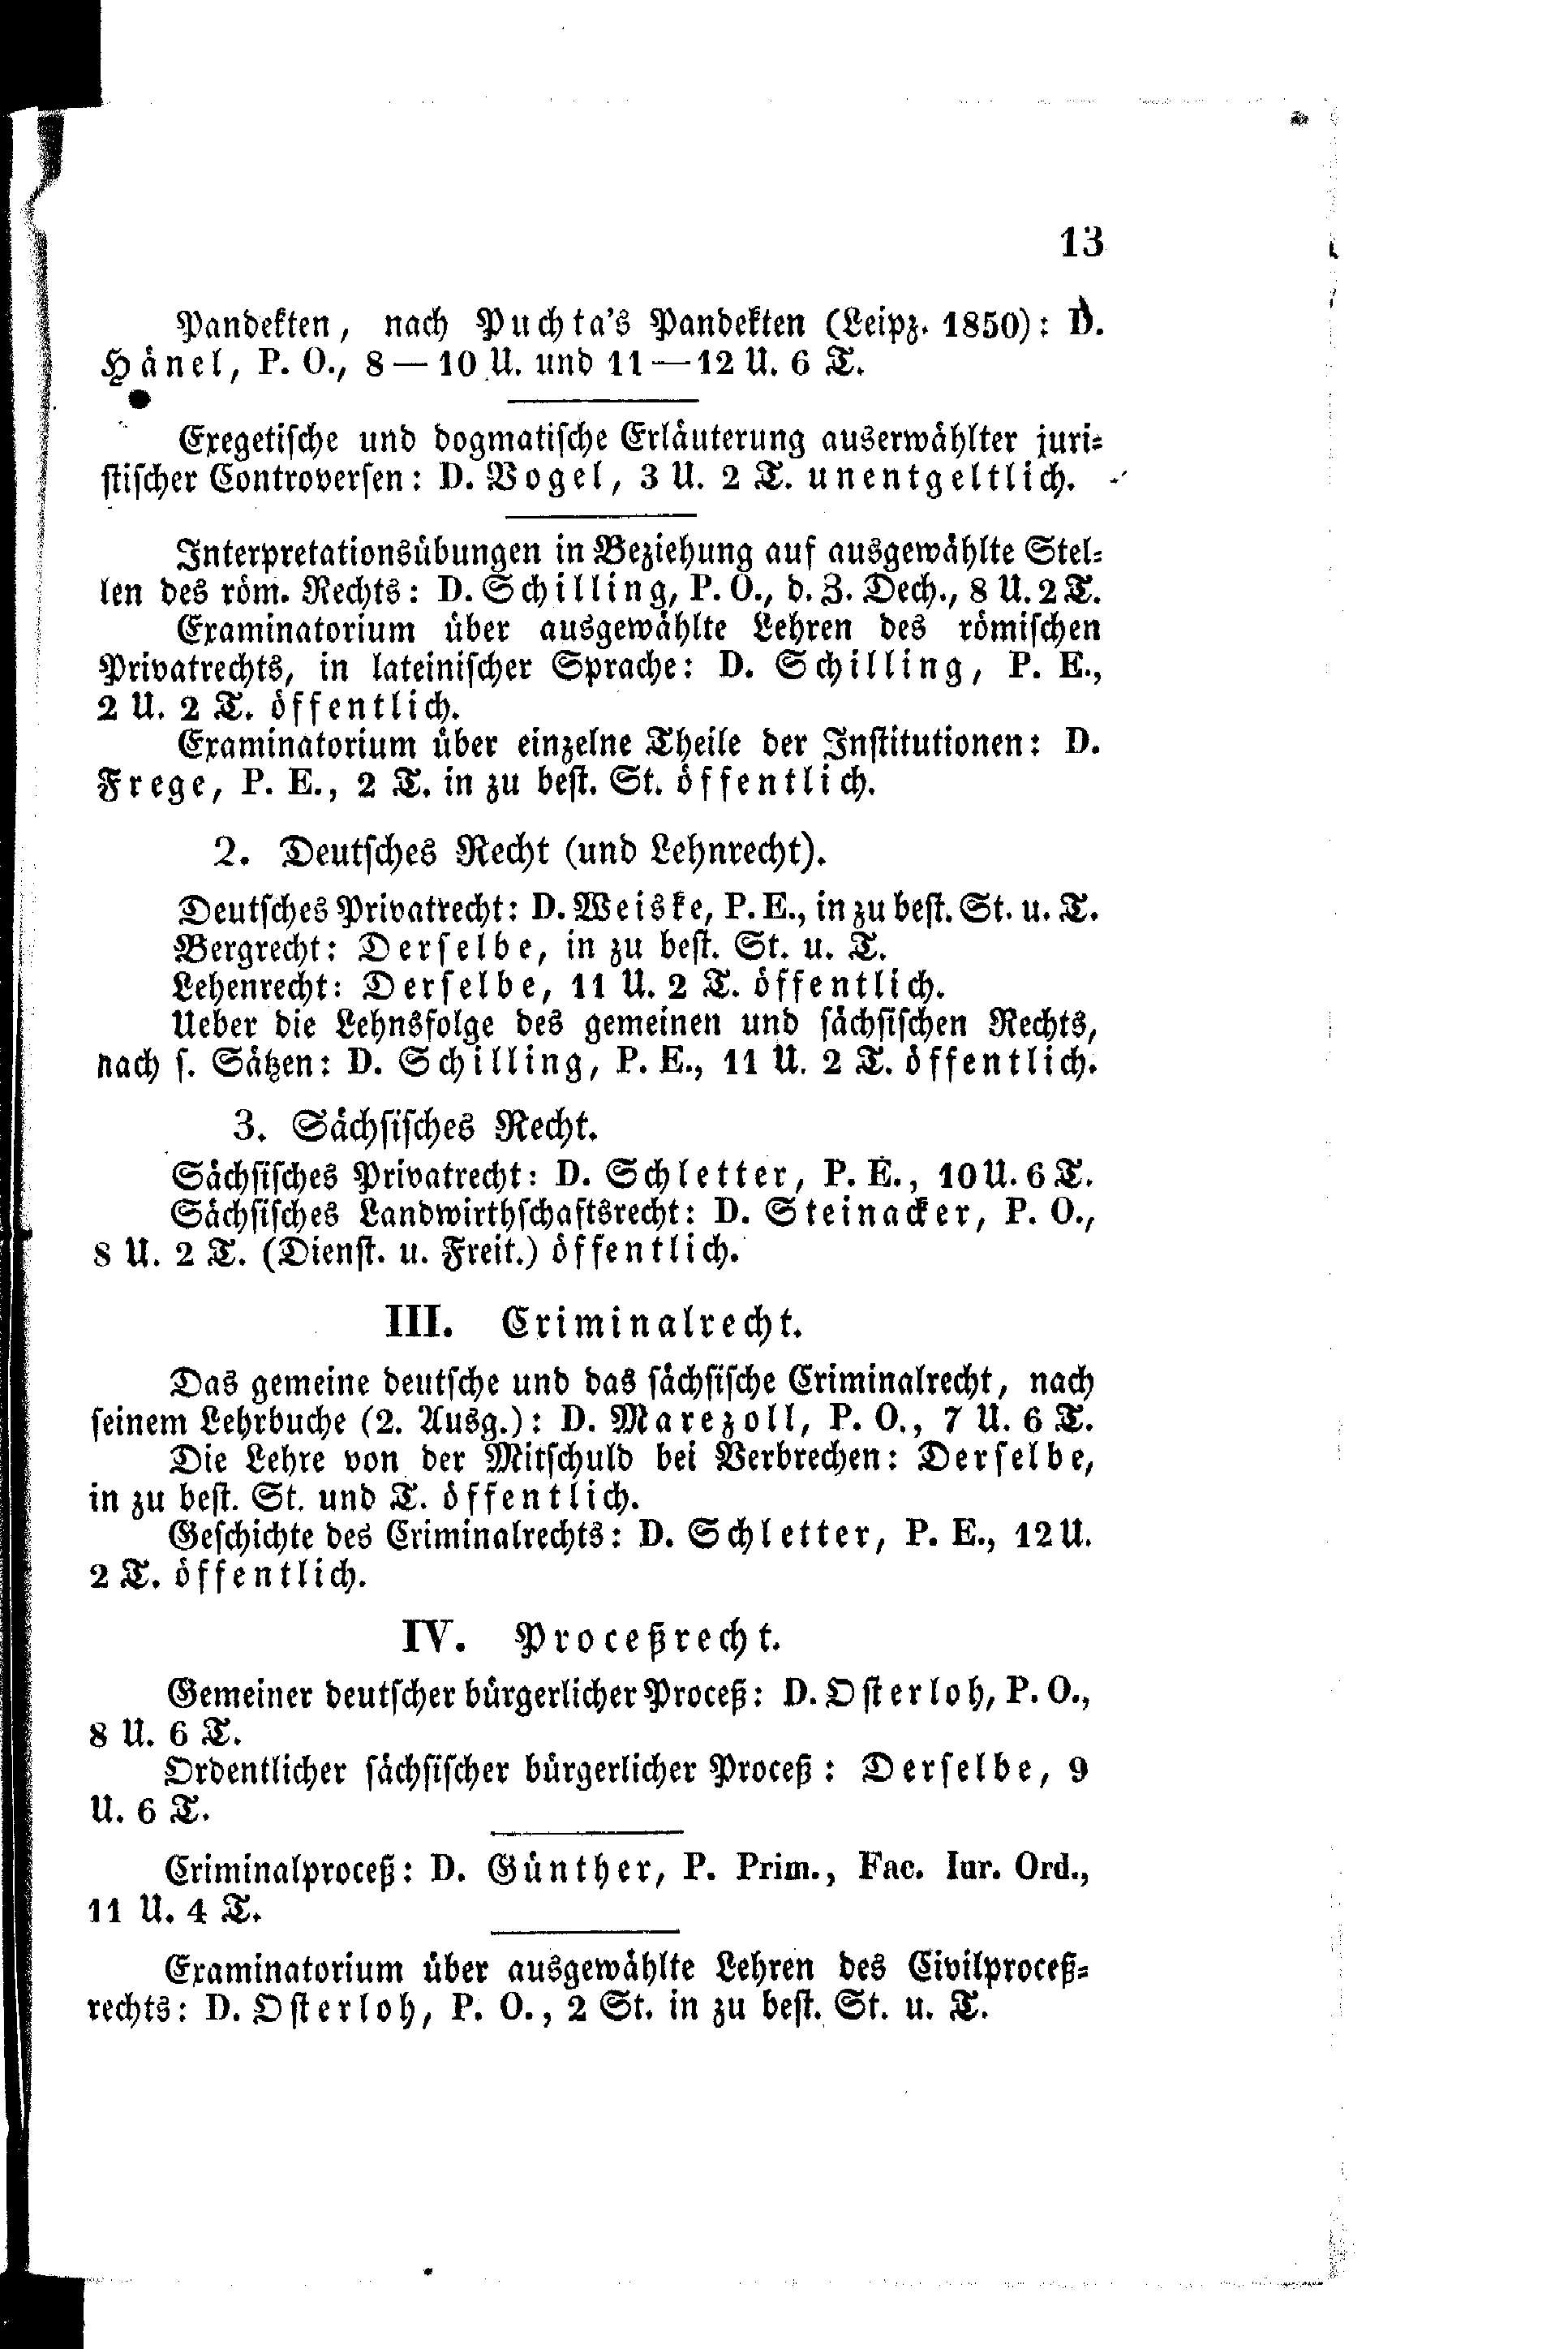 13
Pandekten, nach Puchta's Pandekten (Leipz. 1850): D.
Hänel, P. O., 8—10 U. und 11—12 U. 6 T.
Exegetische und dogmatische Erläuterung auserwählter juri-
stischer Controversen: D. Vogel, 3 U. 2 T. unentgeltlich.
Interpretationsübungen in Beziehung auf ausgewählte Stel-
len des röm. Rechts: D. Schilling, P. O., d. Z. Dech., 8 U. 2 T.
Examinatorium über ausgewählte Lehren des römischen
Privatrechts, in lateinischer Sprache: D. Schilling, P. E.,
2 U. 2 T. öffentlich.
Examinatorium über einzelne Theile der Institutionen: D.
Frege, P. E., 2 T. in zu best. St. öffentlich.
2. Deutsches Recht (und Lehnrecht).
Deutsches Privatrecht: D. Weiske, P. E., in zu best. St. u. T.
Bergrecht: Derselbe, in zu best. St. u. T.
Lehenrecht: Derselbe, 11 U. 2 T. öffentlich.
Ueber die Lehnsfolge des gemeinen und sächsischen Rechts,
nach s. Sätzen: D. Schilling, P. E., 11 U. 2 T. öffentlich.
3. Sächsisches Recht.
Sächsisches Privatrecht: D. Schletter, P. E., 10 U. 6 T.
Sächsisches Landwirthschaftsrecht: D. Steinacker, P. O.,
8 U. 2 T. (Dienst. u. Freit.) öffentlich.
III. Criminalrecht.
Das gemeine deutsche und das sächsische Criminalrecht, nach
seinem Lehrbuche (2. Ausg.): D. Marezoll, P. O., 7 U. 6 T.
Die Lehre von der Mitschuld bei Verbrechen: Derselbe,
in zu best. St. und T. öffentlich.
Geschichte des Criminalrechts: D. Schletter, P. E., 12 U.
2 T. öffentlich.
IV. Proceßrecht.
Gemeiner deutscher bürgerlicher Proceß: D. Osterloh, P. O.,
8 U. 6 T.
Ordentlicher sächsischer bürgerlicher Proceß: Derselbe, 9
U. 6 T.
Criminalproceß: D. Günther, P. Prim., Fac. Iur. Ord.,
11 U. 4 T.
Examinatorium über ausgewählte Lehren des Civilproceß-
rechts: D. Osterloh, P. O., 2 St. in zu best. St. u. T.